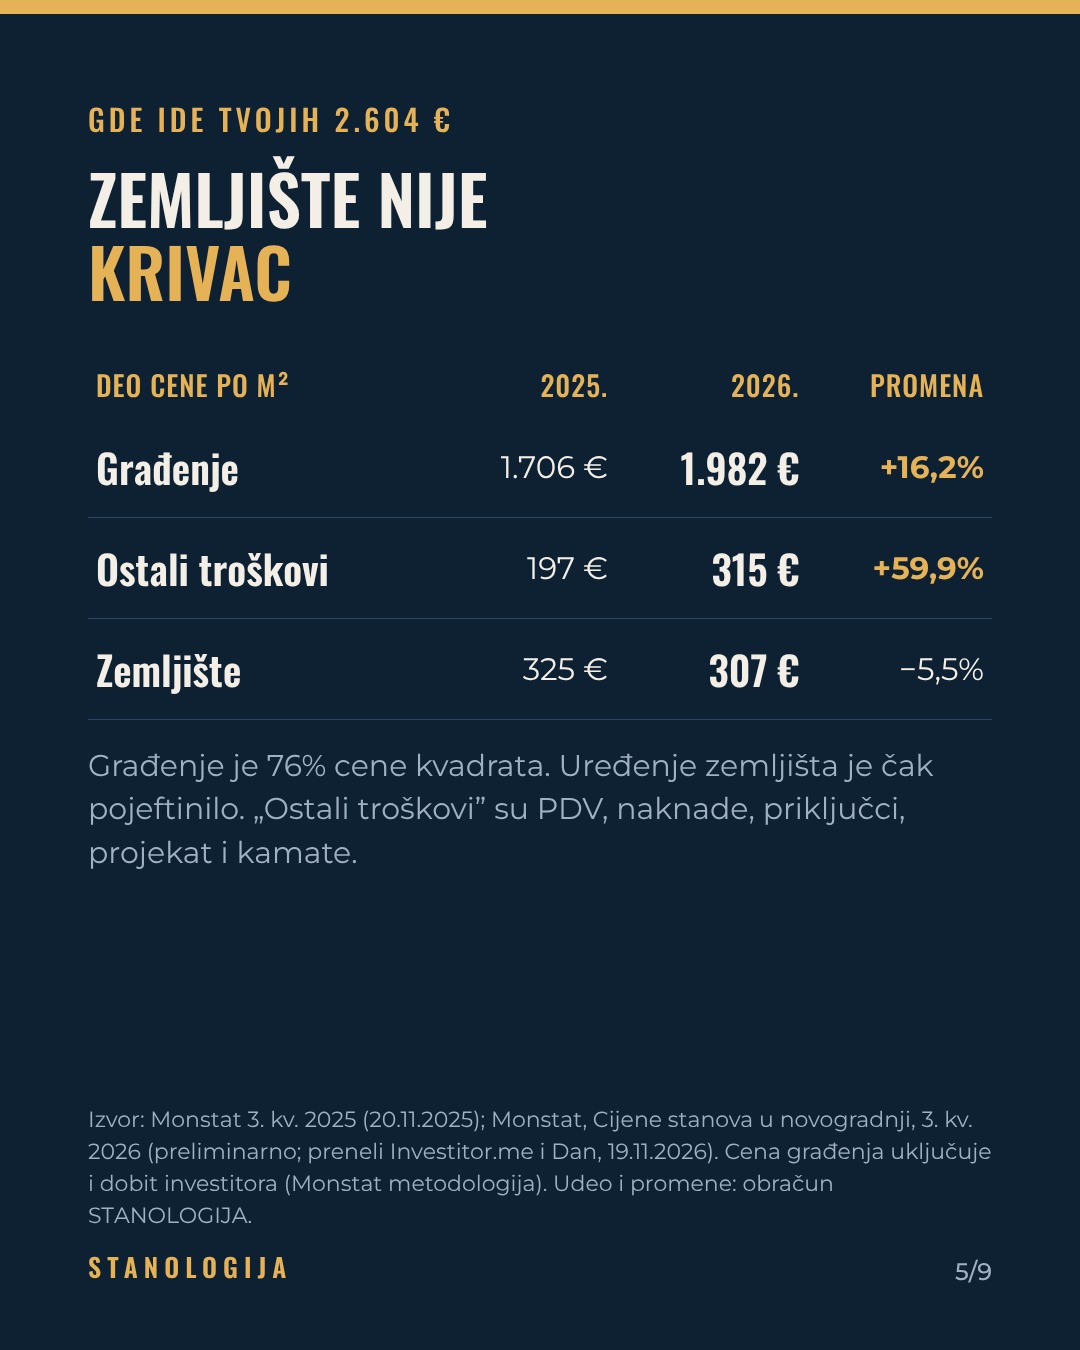 GDE IDE TVOJIH 2.604 €
ZEMLJIŠTE NIJE
KRIVAC
DEO CENE PO M² 2025. 2026. PROMENA
Građenje 1.706 € 1.982 € +16,2%
Ostali troškovi 197 € 315 € +59,9%
Zemljište 325 € 307 € −5,5%
Građenje je 76% cene kvadrata. Uređenje zemljišta je čak
pojeftinilo. „Ostali troškovi” su PDV, naknade, priključci,
projekat i kamate.
Izvor: Monstat 3. kv. 2025 (20.11.2025); Monstat, Cijene stanova u novogradnji, 3. kv.
2026 (preliminarno; preneli Investitor.me i Dan, 19.11.2026). Cena građenja uključuje
i dobit investitora (Monstat metodologija). Udeo i promene: obračun
STANOLOGIJA.
STANOLOGIJA 5/9